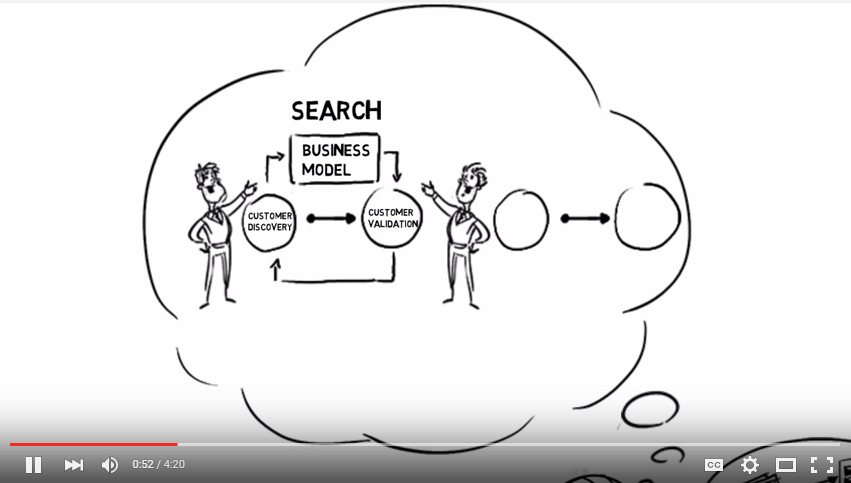 SEARCH
BUSINESS
MODEL
CUSTOMER
DISCOVERY
CUSTOMER
VALIDATION
0:52 / 4:20
CC